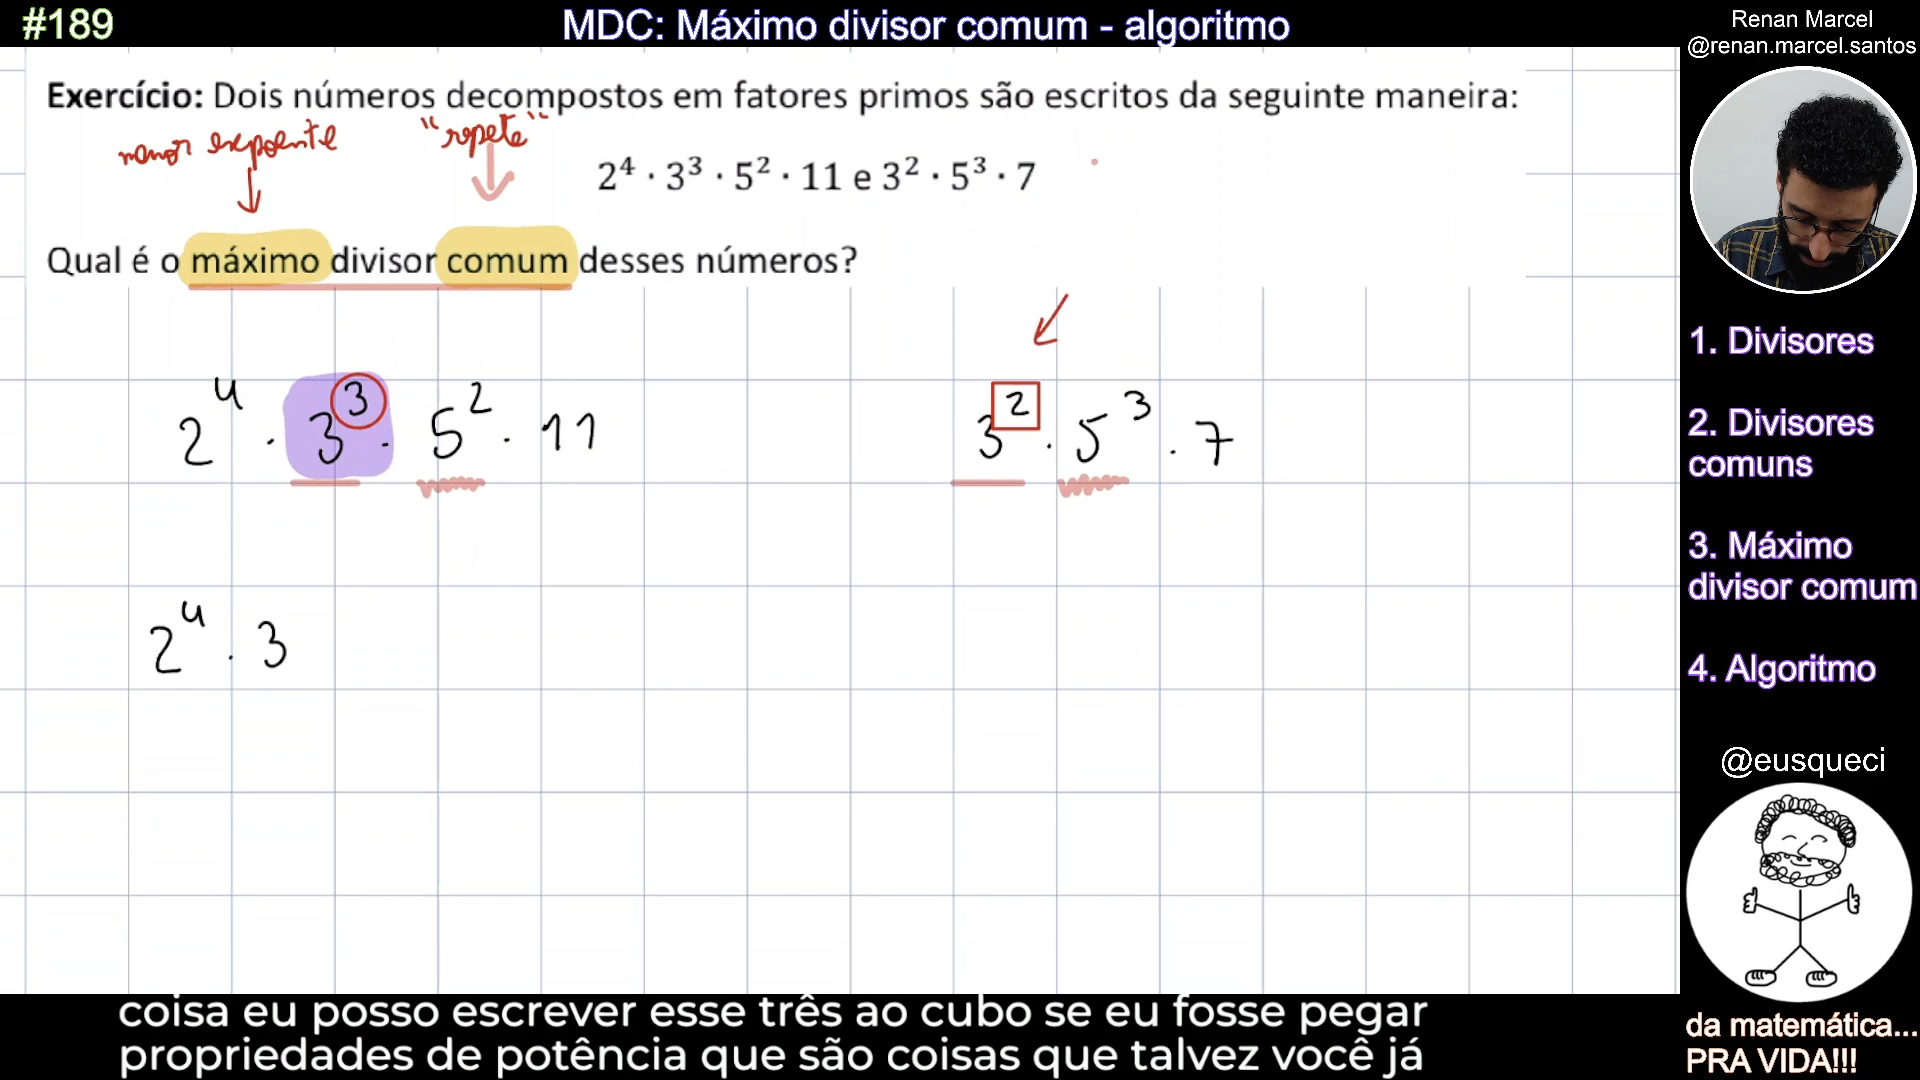 #189
MDC: Máximo divisor comum - algoritmo
Renan Marcel
@renan.marcel.santos
Exercício: Dois números decompostos em fatores primos são escritos da seguinte maneira:
menor expoente
"repete"
2⁴ · 3³ · 5² · 11 e 3² · 5³ · 7
Qual é o máximo divisor comum desses números?
2⁴ · 3³ · 5² · 11
3² · 5³ · 7
2⁴ · 3
1. Divisores
2. Divisores
comuns
3. Máximo
divisor comum
4. Algoritmo
@eusqueci
da matemática...
PRA VIDA!!!
coisa eu posso escrever esse três ao cubo se eu fosse pegar
propriedades de potência que são coisas que talvez você já